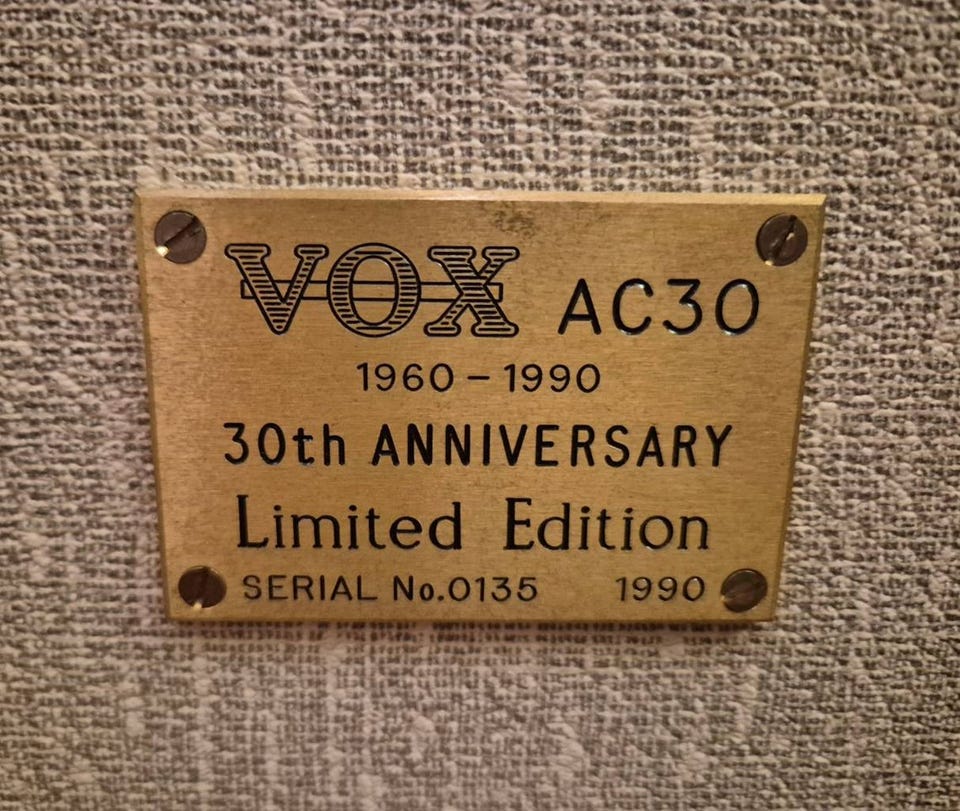 VOX AC30
1960 – 1990
30th ANNIVERSARY
Limited Edition
SERIAL No.0135 1990